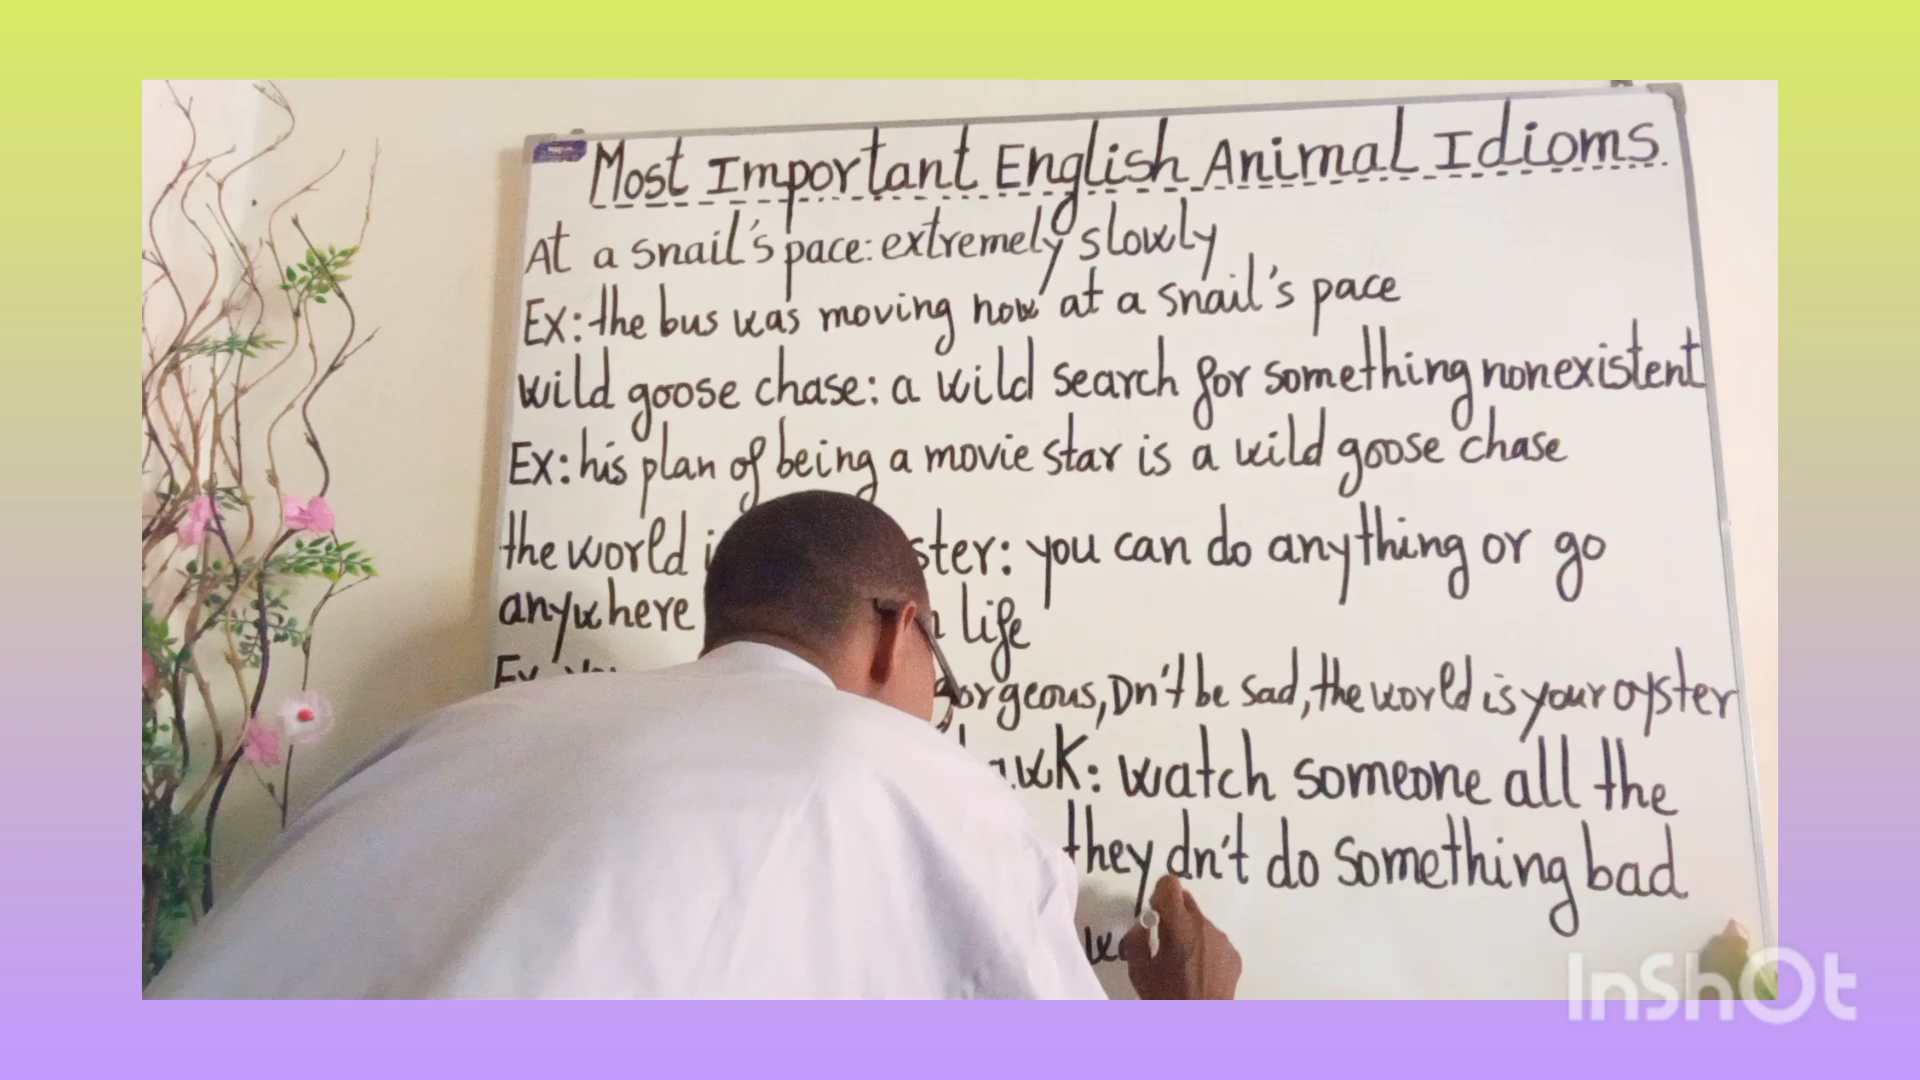 Most Important English Animal Idioms
At a snail's pace: extremely slowly
Ex: the bus was moving now at a snail's pace
wild goose chase: a wild search for something nonexistent
Ex: his plan of being a movie star is a wild goose chase
the world ster: you can do anything or go
anywhere life
Ex gorgeous, Dn't be sad, the world is your oyster
awk: watch someone all the
they dn't do something bad
InShOt